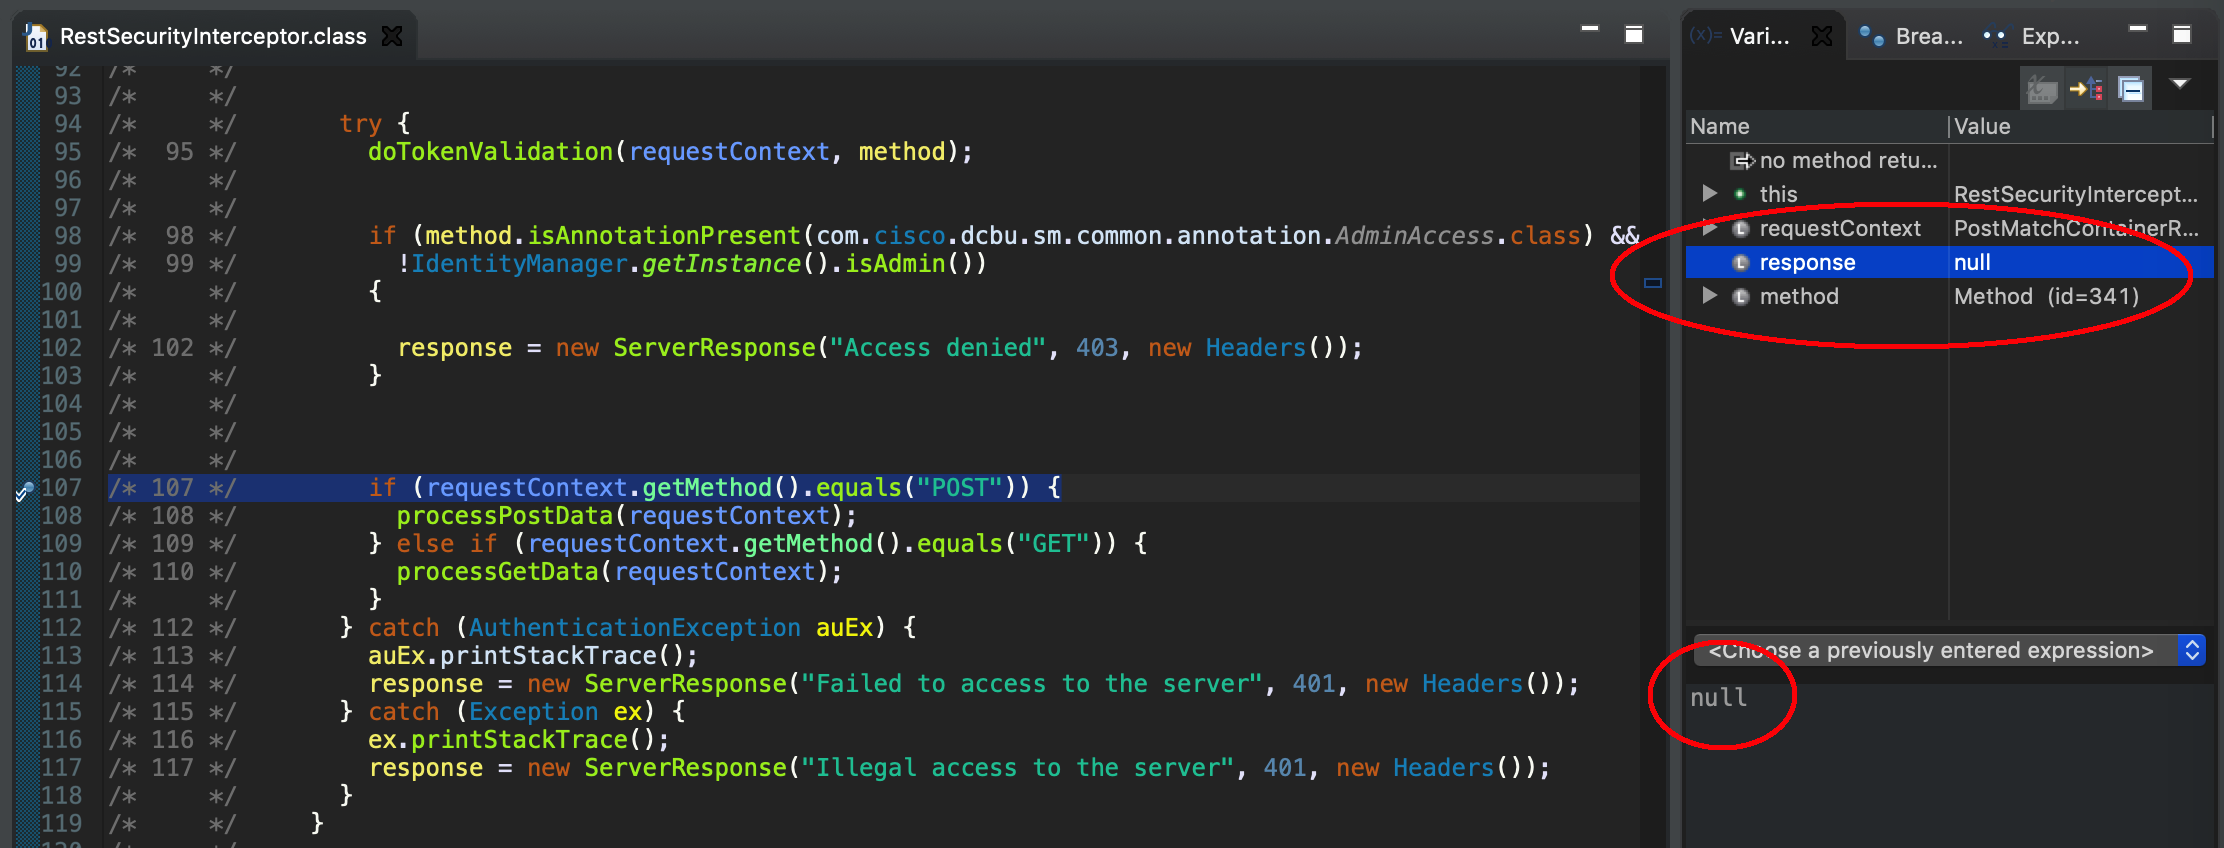 RestSecurityInterceptor.class
Vari...
Brea...
Exp...
92 /*      */
93 /*      */
94 /*      */       try {
95 /*  95 */         doTokenValidation(requestContext, method);
96 /*      */
97 /*      */
98 /*  98 */         if (method.isAnnotationPresent(com.cisco.dcbu.sm.common.annotation.AdminAccess.class) &&
99 /*  99 */           !IdentityManager.getInstance().isAdmin())
100 /*      */         {
101 /*      */
102 /* 102 */           response = new ServerResponse("Access denied", 403, new Headers());
103 /*      */         }
104 /*      */
105 /*      */
106 /*      */
107 /* 107 */         if (requestContext.getMethod().equals("POST")) {
108 /* 108 */           processPostData(requestContext);
109 /* 109 */         } else if (requestContext.getMethod().equals("GET")) {
110 /* 110 */           processGetData(requestContext);
111 /*      */         }
112 /* 112 */       } catch (AuthenticationException auEx) {
113 /* 113 */         auEx.printStackTrace();
114 /* 114 */         response = new ServerResponse("Failed to access to the server", 401, new Headers());
115 /* 115 */       } catch (Exception ex) {
116 /* 116 */         ex.printStackTrace();
117 /* 117 */         response = new ServerResponse("Illegal access to the server", 401, new Headers());
118 /*      */       }
119 /*      */     }
Name Value
no method retu...
this RestSecurityIntercept...
requestContext PostMatchContainerR...
response null
method Method (id=341)
<Choose a previously entered expression>
null